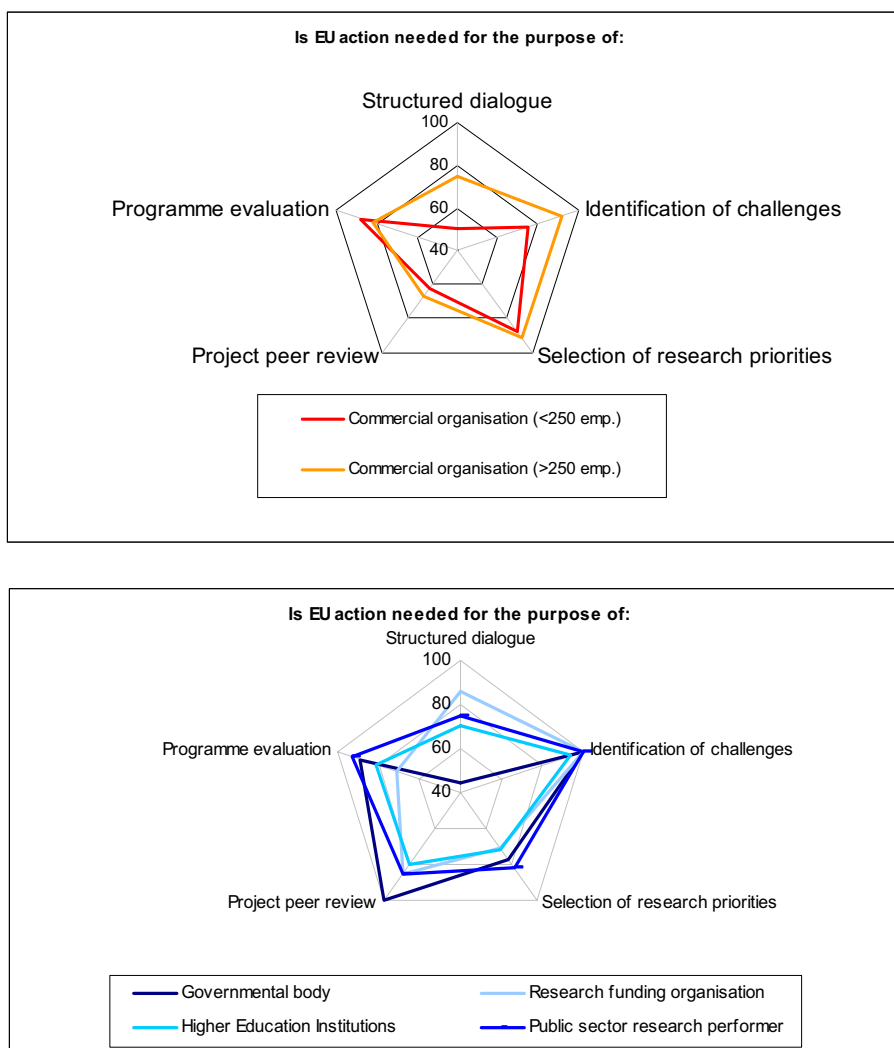 Is EU action needed for the purpose of:
Structured dialogue
100
80
60
40
Programme evaluation
Identification of challenges
Project peer review
Selection of research priorities
Commercial organisation (<250 emp.)
Commercial organisation (>250 emp.)
Is EU action needed for the purpose of:
Structured dialogue
100
80
60
40
Programme evaluation
Identification of challenges
Project peer review
Selection of research priorities
Governmental body
Research funding organisation
Higher Education Institutions
Public sector research performer